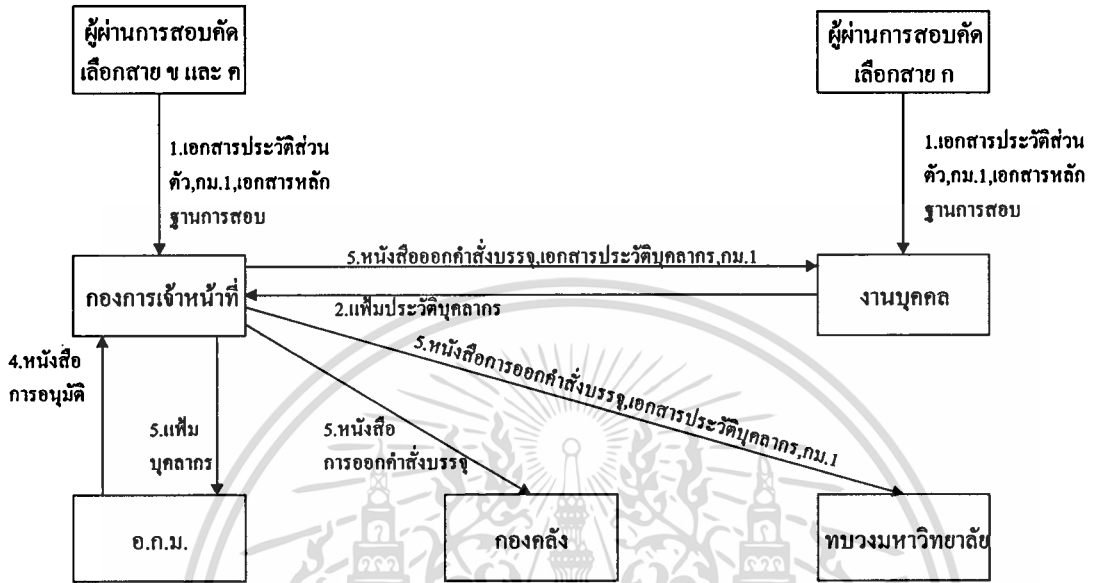 ผู้ผ่านการสอบคัด
เลือกสาย ข และ ค
ผู้ผ่านการสอบคัด
เลือกสาย ก
1.เอกสารประวัติส่วน
ตัว,กม.1,เอกสารหลัก
ฐานการสอบ
1.เอกสารประวัติส่วน
ตัว,กม.1,เอกสารหลัก
ฐานการสอบ
5.หนังสือออกคำสั่งบรรจุ,เอกสารประวัติบุคลากร,กม.1
กองการเจ้าหน้าที่
2.แฟ้มประวัติบุคลากร
งานบุคคล
4.หนังสือ
การอนุมัติ
5.แฟ้ม
บุคลากร
5.หนังสือ
การออกคำสั่งบรรจุ
5.หนังสือการออกคำสั่งบรรจุ,เอกสารประวัติบุคลากร,กม.1
อ.ก.ม.
กองคลัง
ทบวงมหาวิทยาลัย